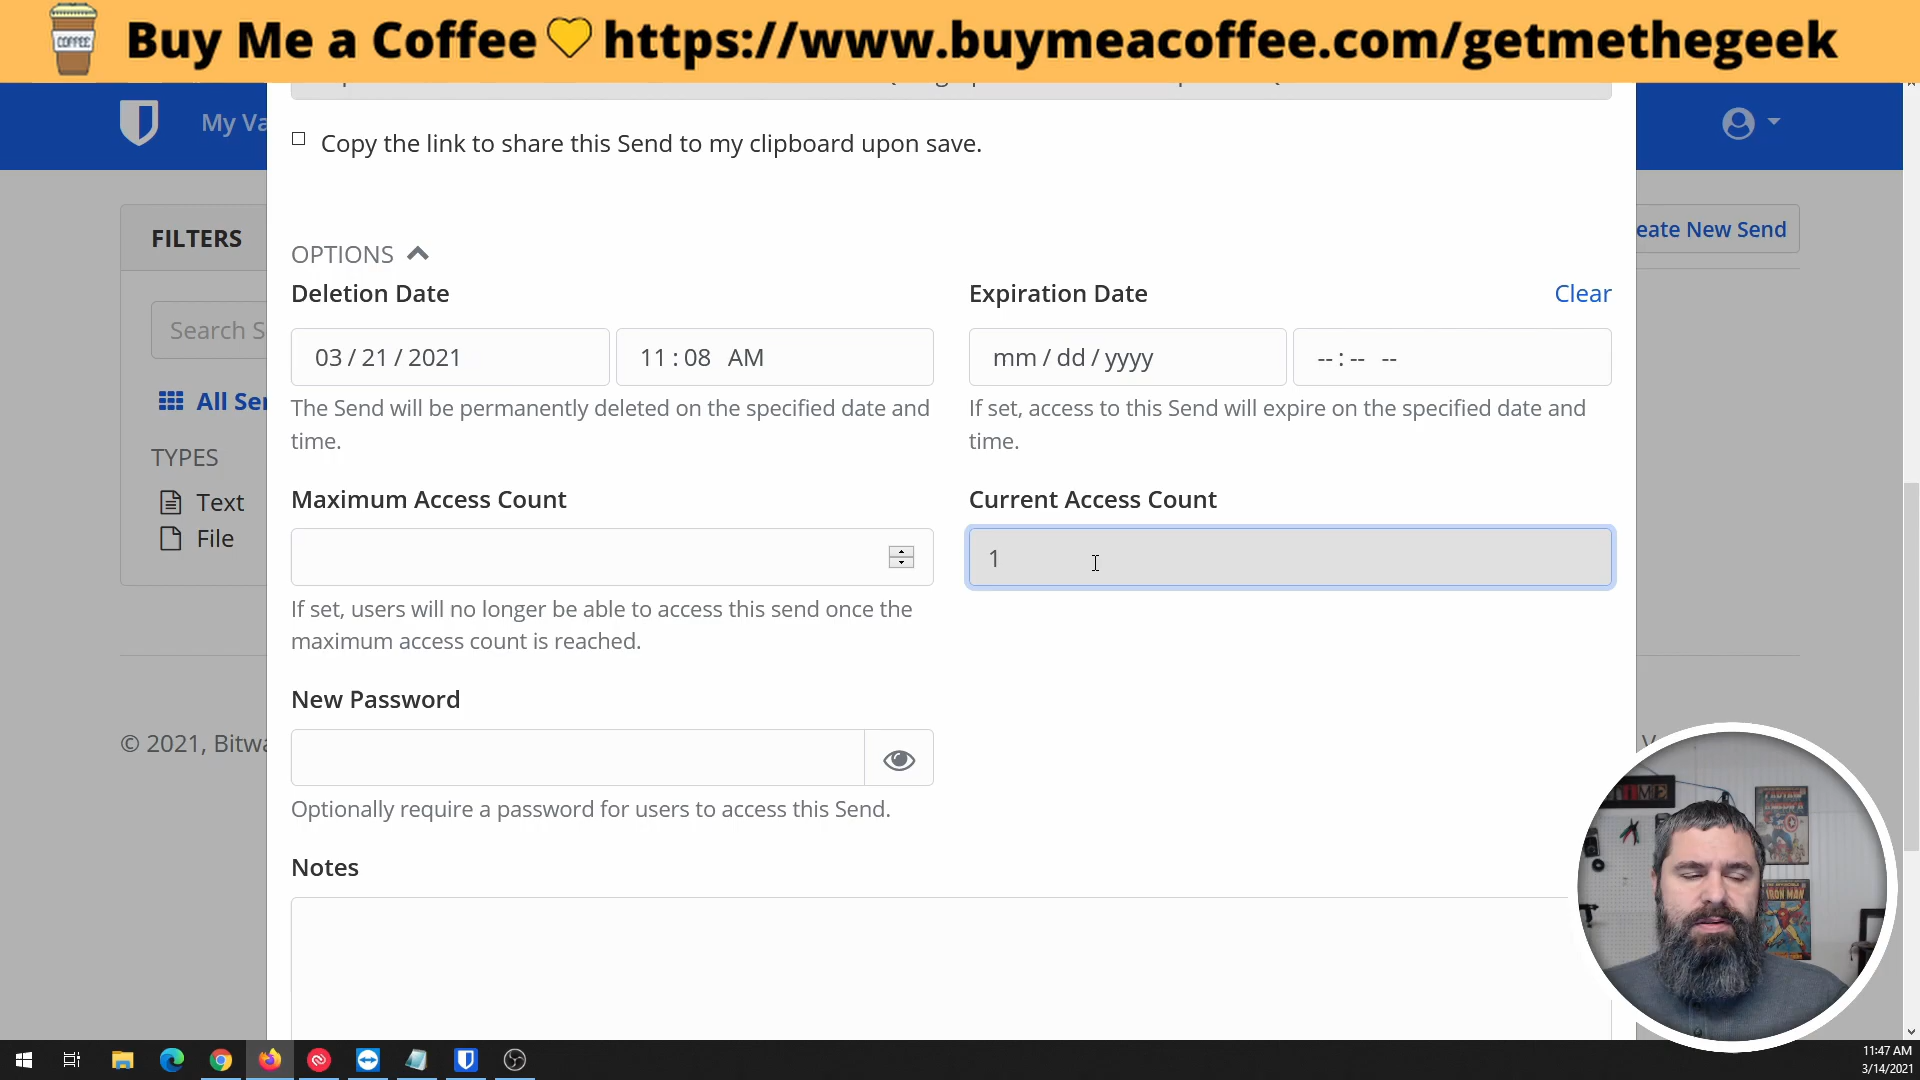 COFFEE
Buy Me a Coffee https://www.buymeacoffee.com/getmethegeek
My Va
Copy the link to share this Send to my clipboard upon save.
FILTERS
eate New Send
OPTIONS
Deletion Date
Expiration Date
Clear
Search S
03 / 21 / 2021
11 : 08 AM
mm / dd / yyyy
-- : -- --
All Ser
The Send will be permanently deleted on the specified date and
time.
If set, access to this Send will expire on the specified date and
time.
TYPES
Text
File
Maximum Access Count
Current Access Count
1
If set, users will no longer be able to access this send once the
maximum access count is reached.
New Password
© 2021, Bitwa
Optionally require a password for users to access this Send.
Notes
CAPTAIN
AMERICA
IRON MAN
11:47 AM
3/14/2021